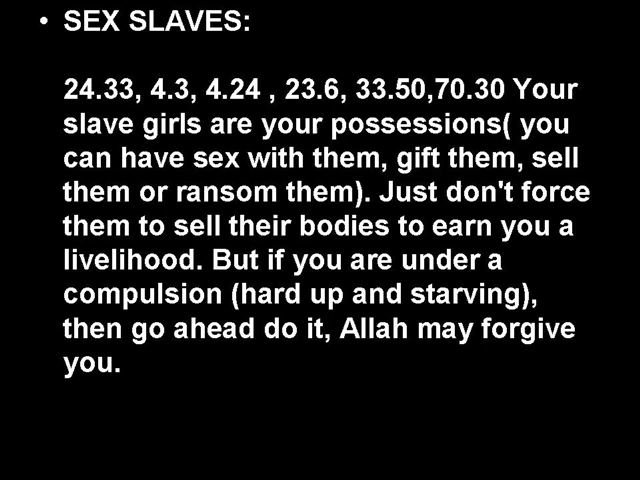 • SEX SLAVES:
24.33, 4.3, 4.24 , 23.6, 33.50,70.30 Your
slave girls are your possessions( you
can have sex with them, gift them, sell
them or ransom them). Just don't force
them to sell their bodies to earn you a
livelihood. But if you are under a
compulsion (hard up and starving),
then go ahead do it, Allah may forgive
you.